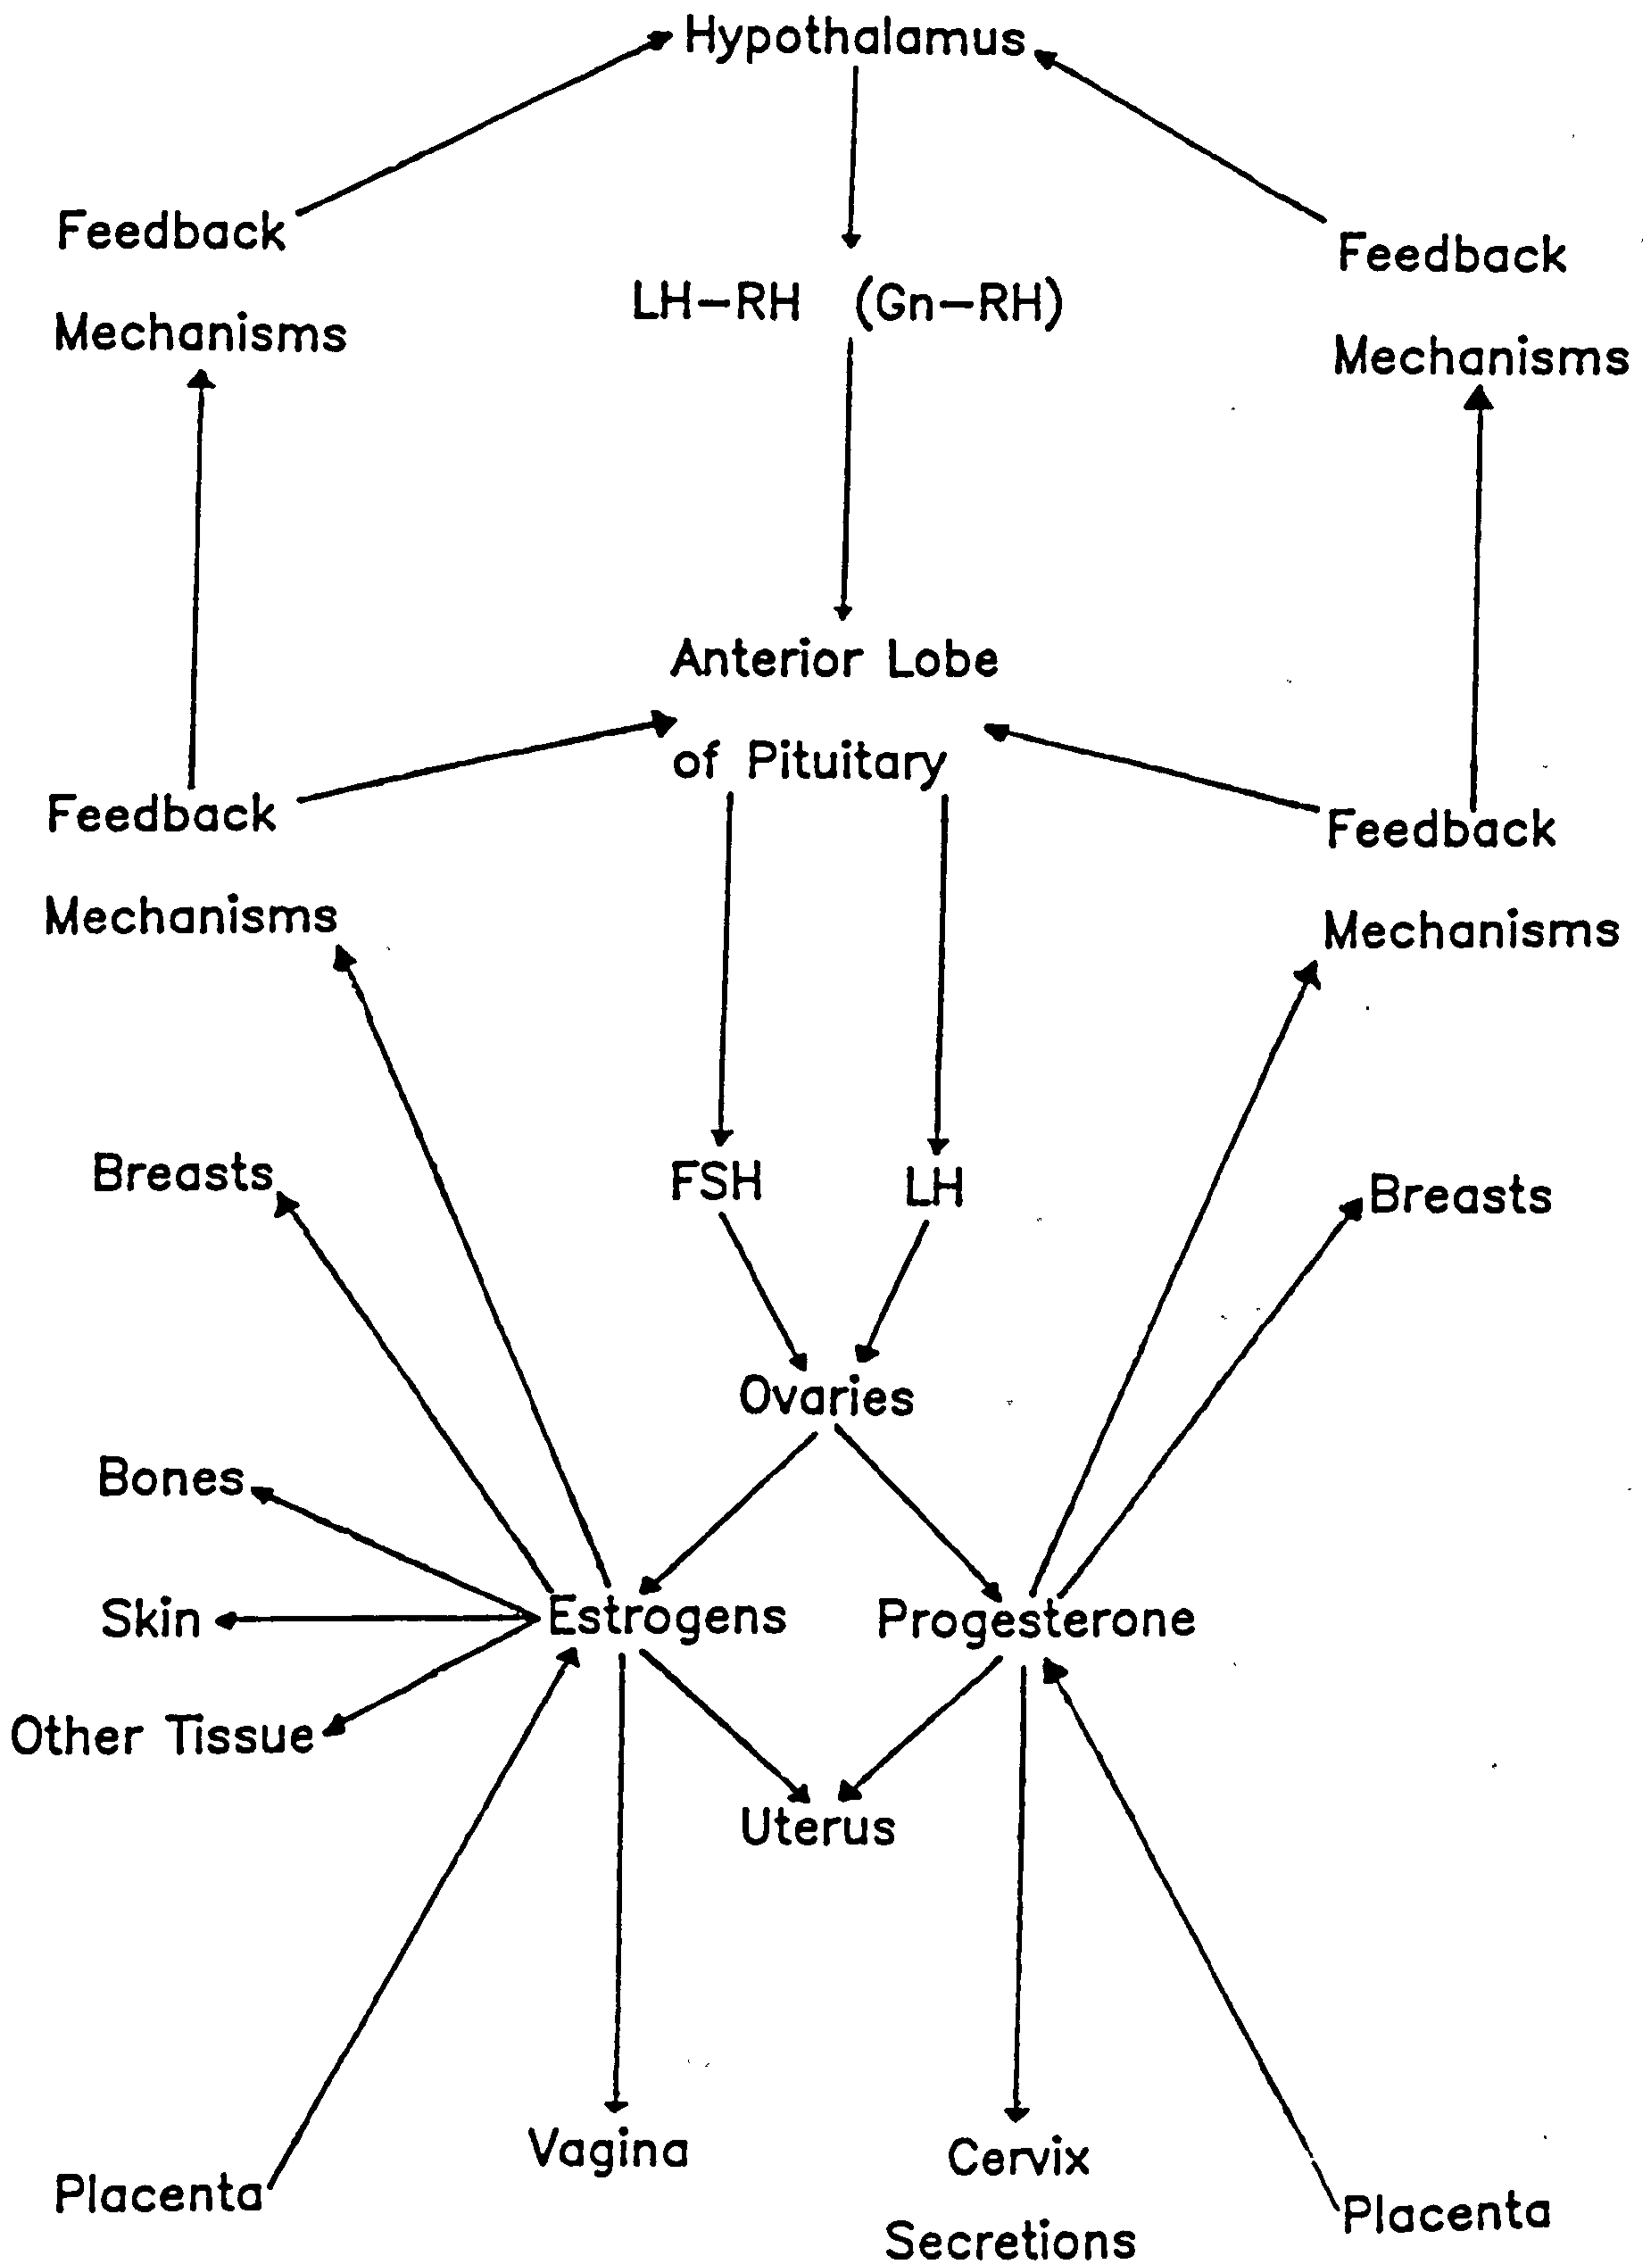 Hypothalamus
Feedback
Mechanisms
Feedback
Mechanisms
LH–RH (Gn–RH)
Anterior Lobe
of Pituitary
Feedback
Mechanisms
Feedback
Mechanisms
Breasts
FSH
LH
Breasts
Ovaries
Bones
Skin
Estrogens
Progesterone
Other Tissue
Uterus
Vagina
Cervix
Secretions
Placenta
Placenta